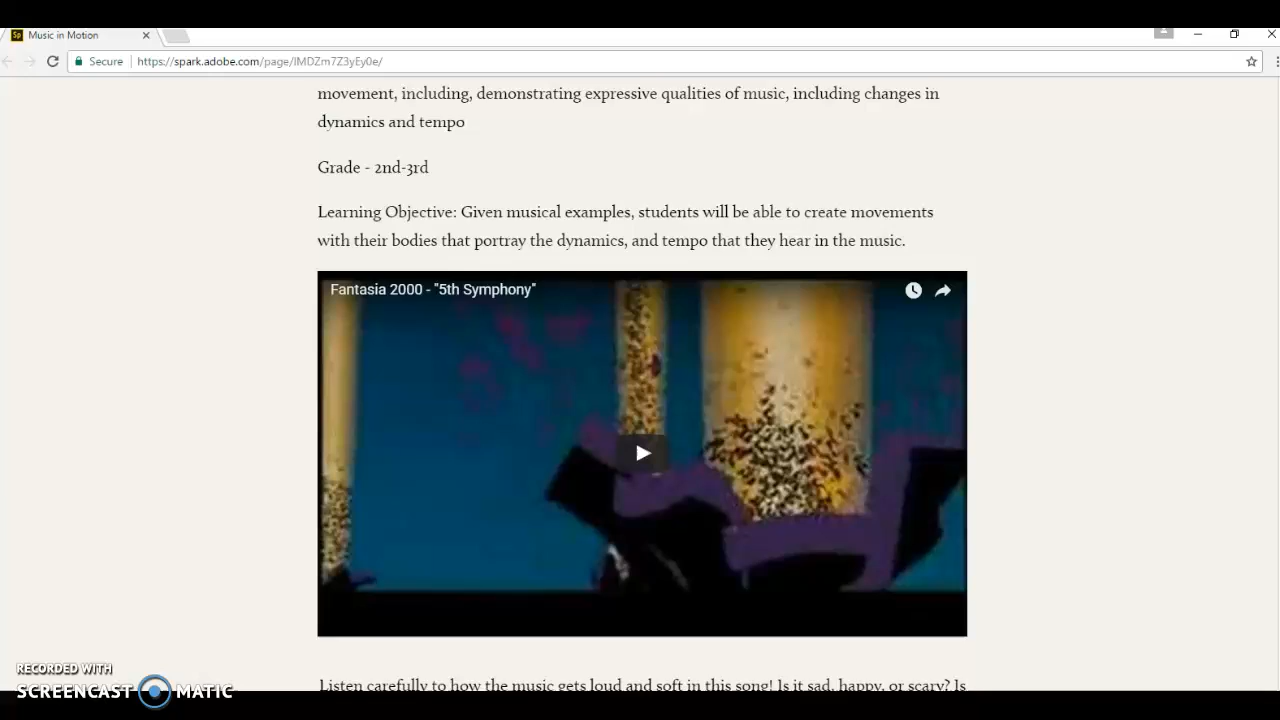 Music in Motion
Secure
https://spark.adobe.com/page/lMDZm7Z3yEy0e/
movement, including, demonstrating expressive qualities of music, including changes in
dynamics and tempo
Grade - 2nd-3rd
Learning Objective: Given musical examples, students will be able to create movements
with their bodies that portray the dynamics, and tempo that they hear in the music.
Fantasia 2000 - "5th Symphony"
Listen carefully to how the music gets loud and soft in this song! Is it sad, happy, or scary? Is
RECORDED WITH
SCREENCAST MATIC